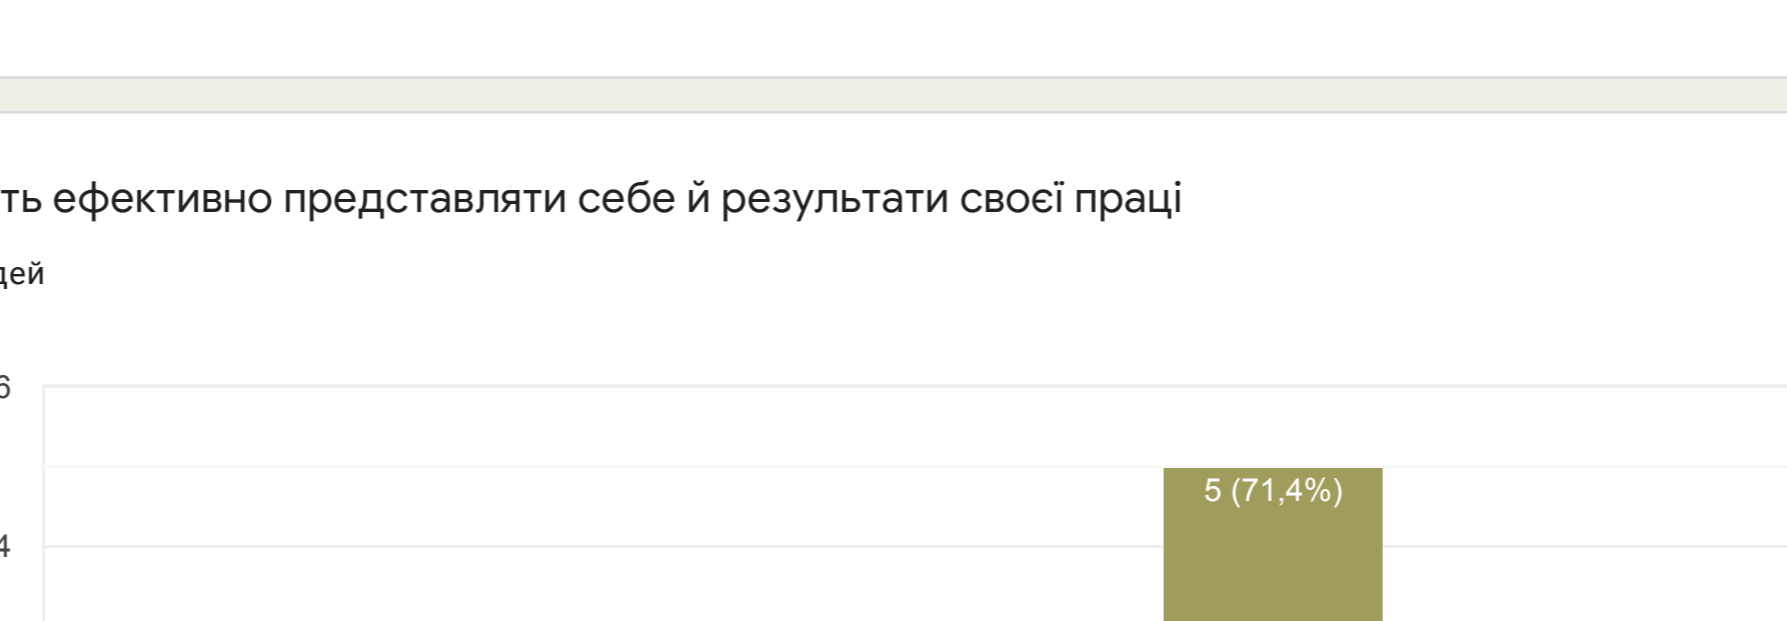 ть ефективно представляти себе й результати своєї праці
дей
6
5 (71,4%)
4